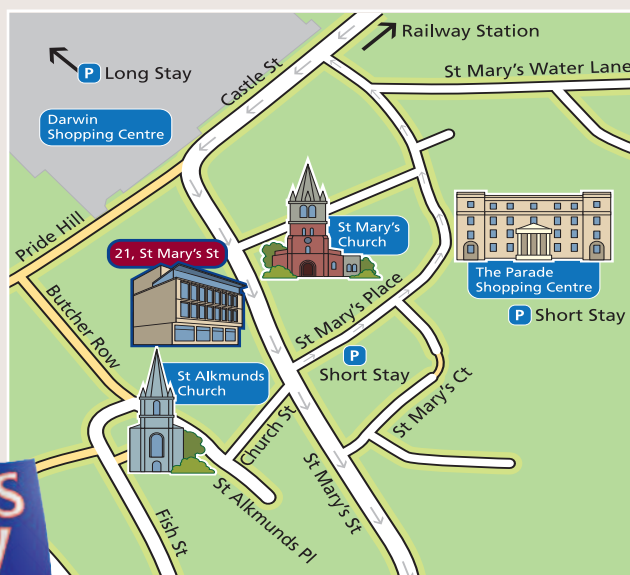 Railway Station
P Long Stay
Castle St
St Mary's Water Lane
Darwin
Shopping Centre
Pride Hill
St Mary's
Church
21, St Mary's St
The Parade
Shopping Centre
P Short Stay
Butcher Row
St Mary's Place
P
Short Stay
St Alkmunds
Church
St Mary's Ct
Church St
St Mary's St
St Alkmunds Pl
Fish St